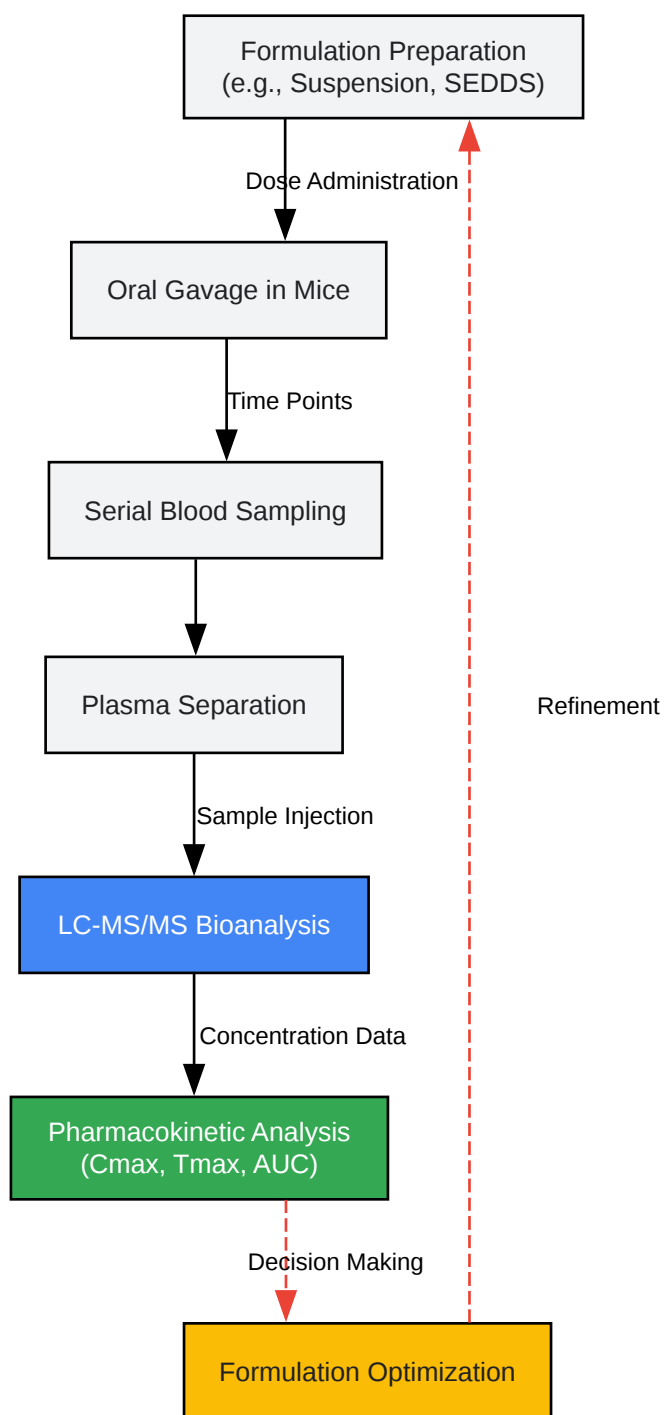 Formulation Preparation
(e.g., Suspension, SEDDS)
Dose Administration
Oral Gavage in Mice
Time Points
Serial Blood Sampling
Plasma Separation
Refinement
Sample Injection
LC-MS/MS Bioanalysis
Concentration Data
Pharmacokinetic Analysis
(Cmax, Tmax, AUC)
Decision Making
Formulation Optimization